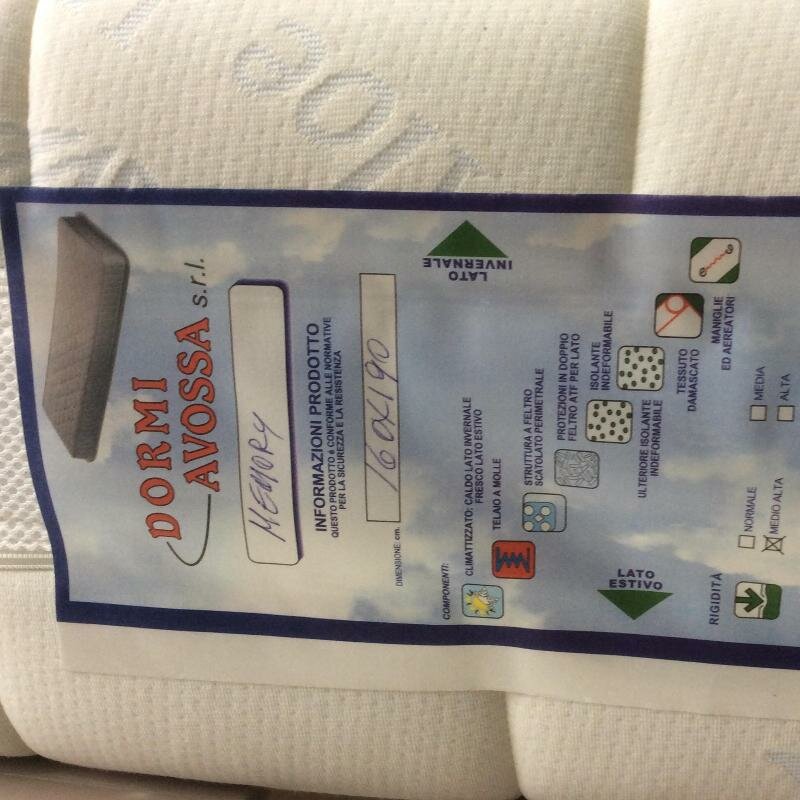 DORMI
AVOSSA s.r.l.
MEMORY
INFORMAZIONI PRODOTTO
QUESTO PRODOTTO è CONFORME ALLE NORMATIVE
PER LA SICUREZZA E LA RESISTENZA
DIMENSIONE: cm. 160X190
COMPONENTI:
CLIMATTIZZATO; CALDO LATO INVERNALE
FRESCO LATO ESTIVO
TELAIO A MOLLE
STRUTTURA A FELTRO
SCATOLATO PERIMETRALE
PROTEZIONI IN DOPPIO
FELTRO ATF PER LATO
ISOLANTE
INDEFORMABILE
ULTERIORE ISOLANTE
INDEFORMABILE
TESSUTO
DAMASCATO
MANIGLIE
ED AEREATORI
LATO
INVERNALE
LATO
ESTIVO
RIGIDITÀ
NORMALE
MEDIA
MEDIO ALTA
ALTA